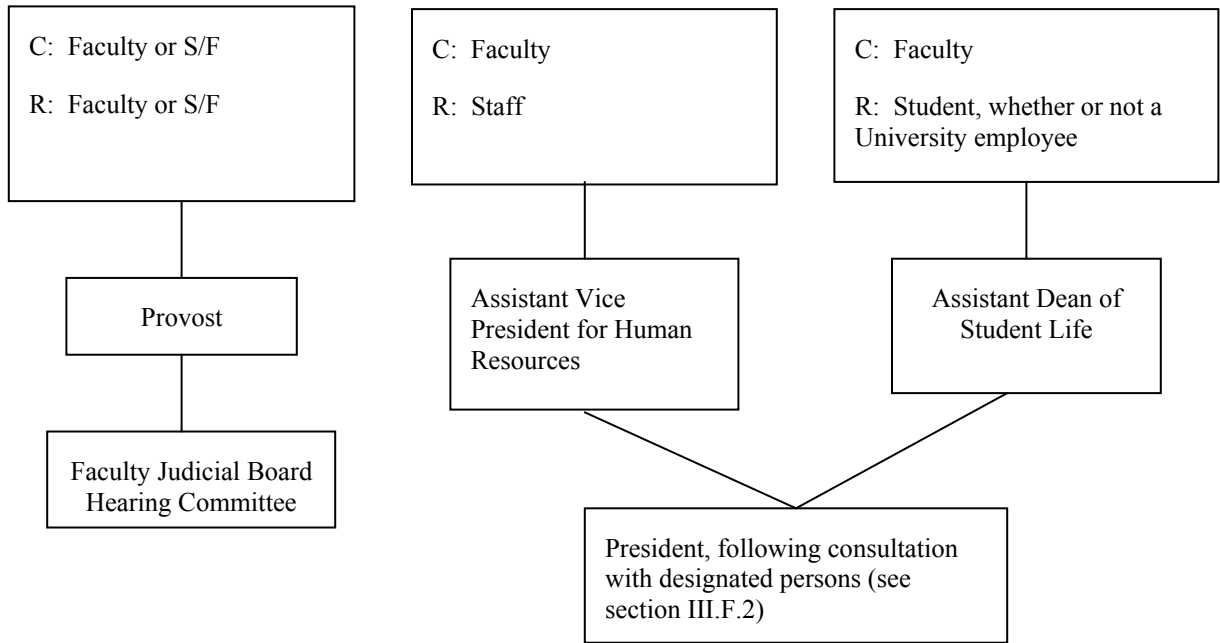 C: Faculty or S/F
R: Faculty or S/F
C: Faculty
R: Staff
C: Faculty
R: Student, whether or not a
University employee
Provost
Assistant Vice
President for Human
Resources
Assistant Dean of
Student Life
Faculty Judicial Board
Hearing Committee
President, following consultation
with designated persons (see
section III.F.2)